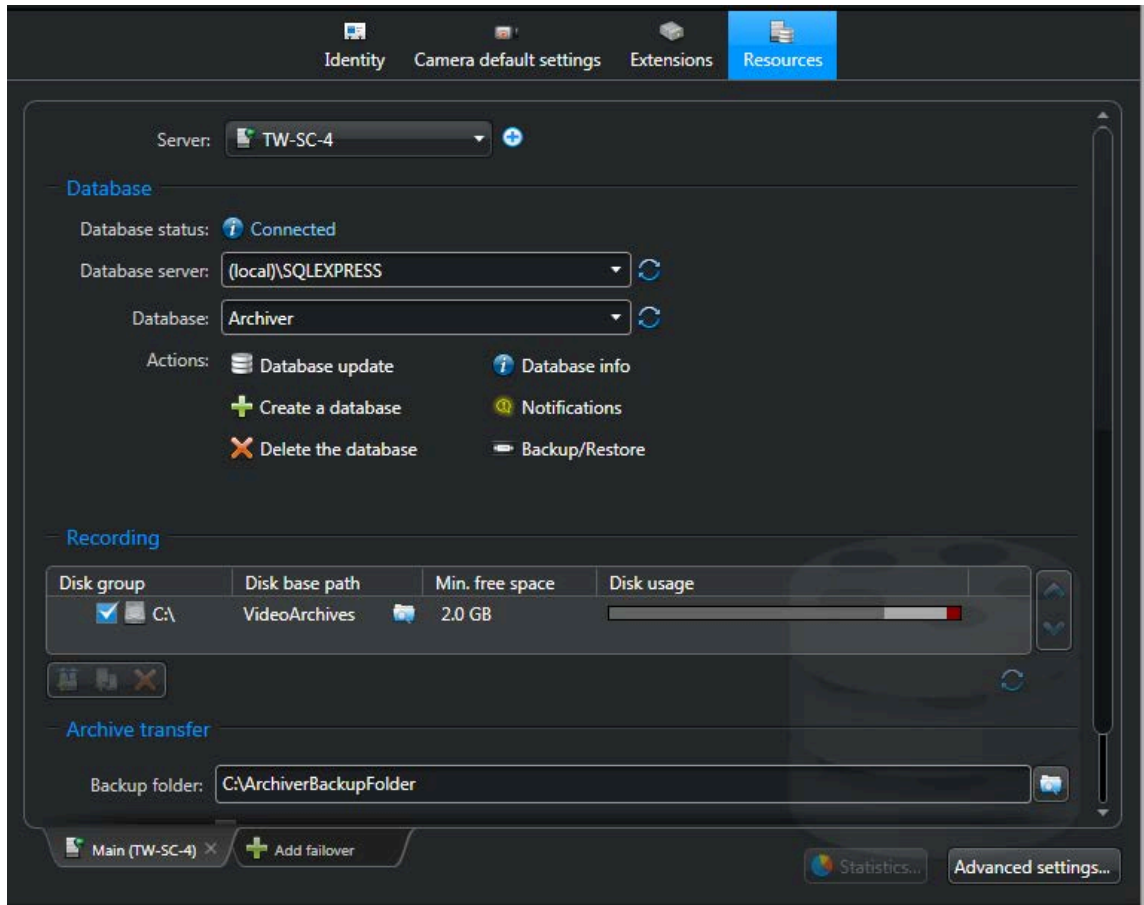 Identity Camera default settings Extensions Resources
Server: TW-SC-4
Database
Database status: Connected
Database server: (local)\SQLEXPRESS
Database: Archiver
Actions: Database update Database info
Create a database Notifications
Delete the database Backup/Restore
Recording
Disk group Disk base path Min. free space Disk usage
C:\ VideoArchives 2.0 GB
Archive transfer
Backup folder: C:\ArchiverBackupFolder
Main (TW-SC-4) Add failover
Statistics... Advanced settings...